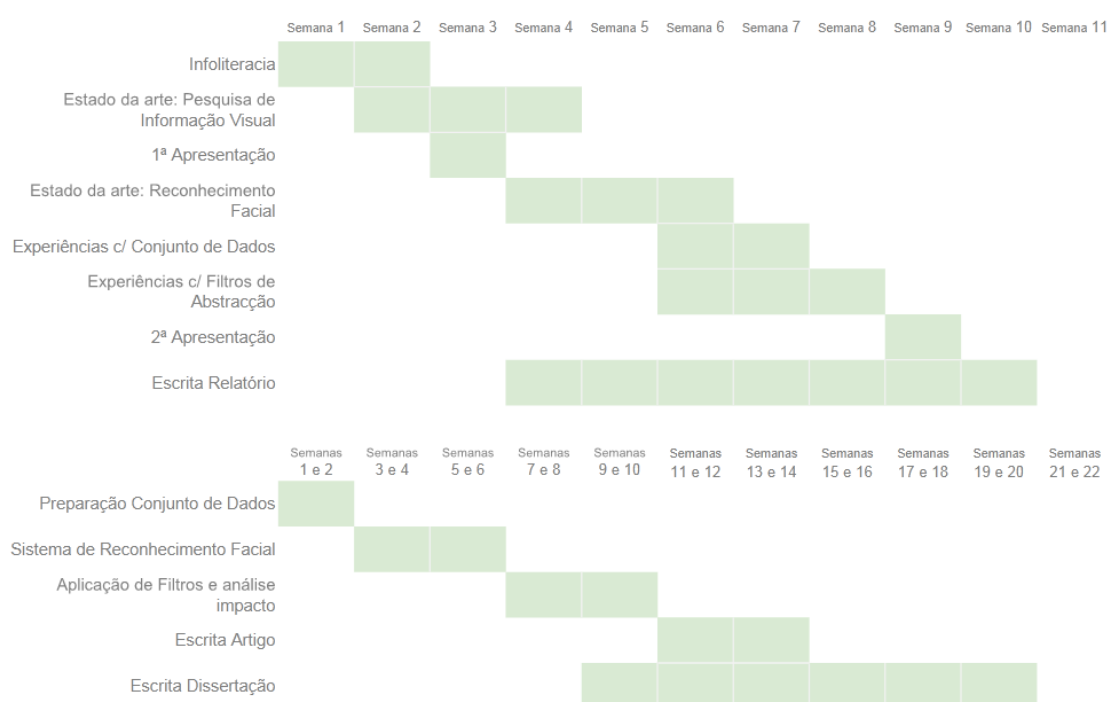 Semana 1 Semana 2 Semana 3 Semana 4 Semana 5 Semana 6 Semana 7 Semana 8 Semana 9 Semana 10 Semana 11
Infoliteracia
Estado da arte: Pesquisa de
Informação Visual
1ª Apresentação
Estado da arte: Reconhecimento
Facial
Experiências c/ Conjunto de Dados
Experiências c/ Filtros de
Abstracção
2ª Apresentação
Escrita Relatório
Semanas Semanas Semanas Semanas Semanas Semanas Semanas Semanas Semanas Semanas Semanas
1 e 2 3 e 4 5 e 6 7 e 8 9 e 10 11 e 12 13 e 14 15 e 16 17 e 18 19 e 20 21 e 22
Preparação Conjunto de Dados
Sistema de Reconhecimento Facial
Aplicação de Filtros e análise
impacto
Escrita Artigo
Escrita Dissertação